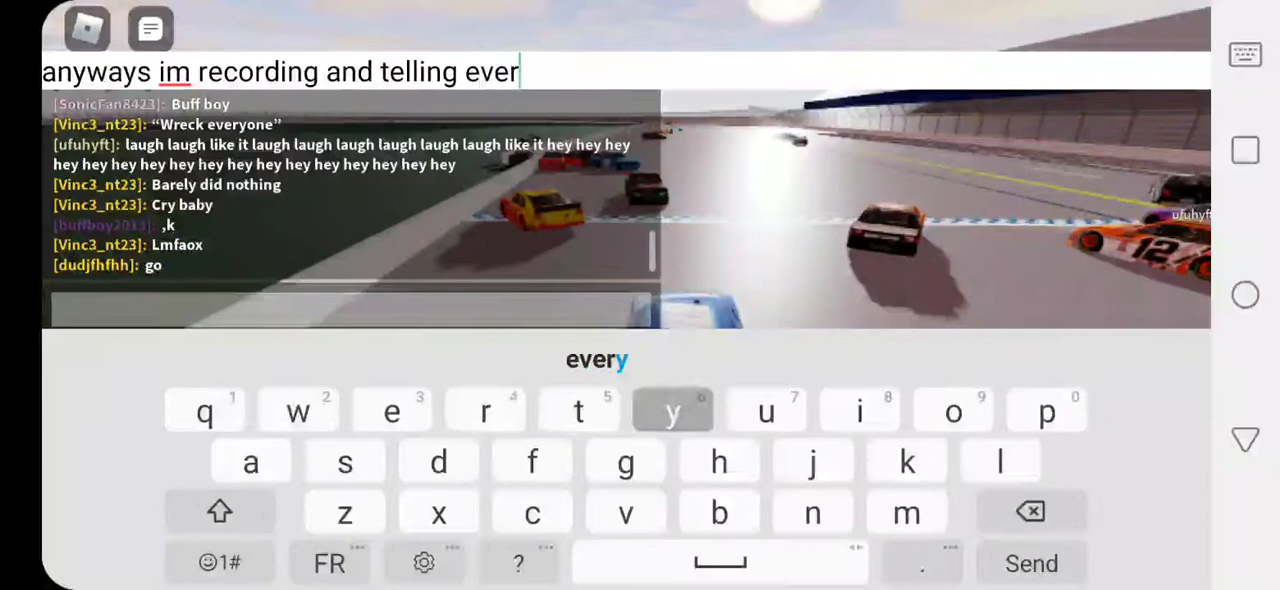 anyways im recording and telling ever
[SonicFan8423]: Buff boy
[Vinc3_nt23]: “Wreck everyone”
[ufuhyft]: laugh laugh like it laugh laugh laugh laugh laugh laugh like it hey hey hey
hey hey hey hey hey hey hey hey hey hey hey hey hey hey hey
[Vinc3_nt23]: Barely did nothing
[Vinc3_nt23]: Cry baby
[buffboy2013]: ,k
[Vinc3_nt23]: Lmfaox
[dudjfhfhh]: go
ufuhyft
12
every
q 1 w 2 e 3 r 4 t 5 y 6 u 7 i 8 o 9 p 0
a s d f g h j k l
z x c v b n m
1# FR ? . Send